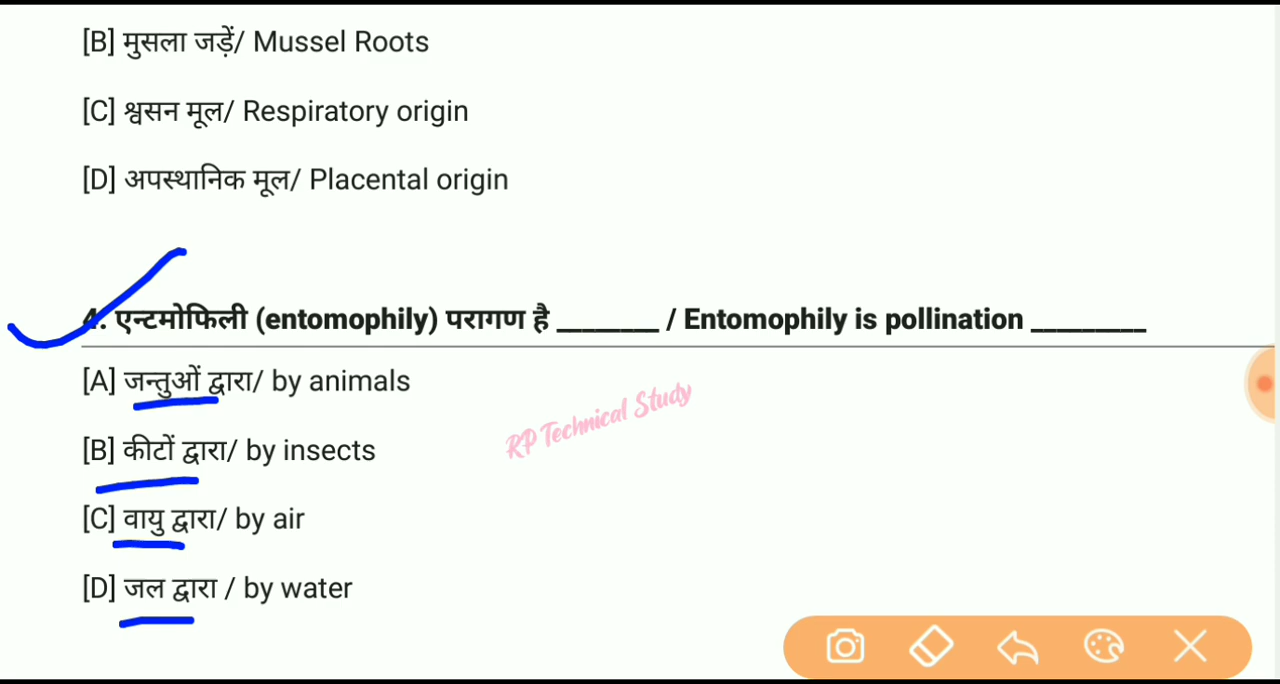 [B] मुसला जड़ें/ Mussel Roots
[C] श्वसन मूल/ Respiratory origin
[D] अपस्थानिक मूल/ Placental origin
4. एन्टमोफिली (entomophily) परागण है ________ / Entomophily is pollination _________
[A] जन्तुओं द्वारा/ by animals
RP Technical Study
[B] कीटों द्वारा/ by insects
[C] वायु द्वारा/ by air
[D] जल द्वारा / by water